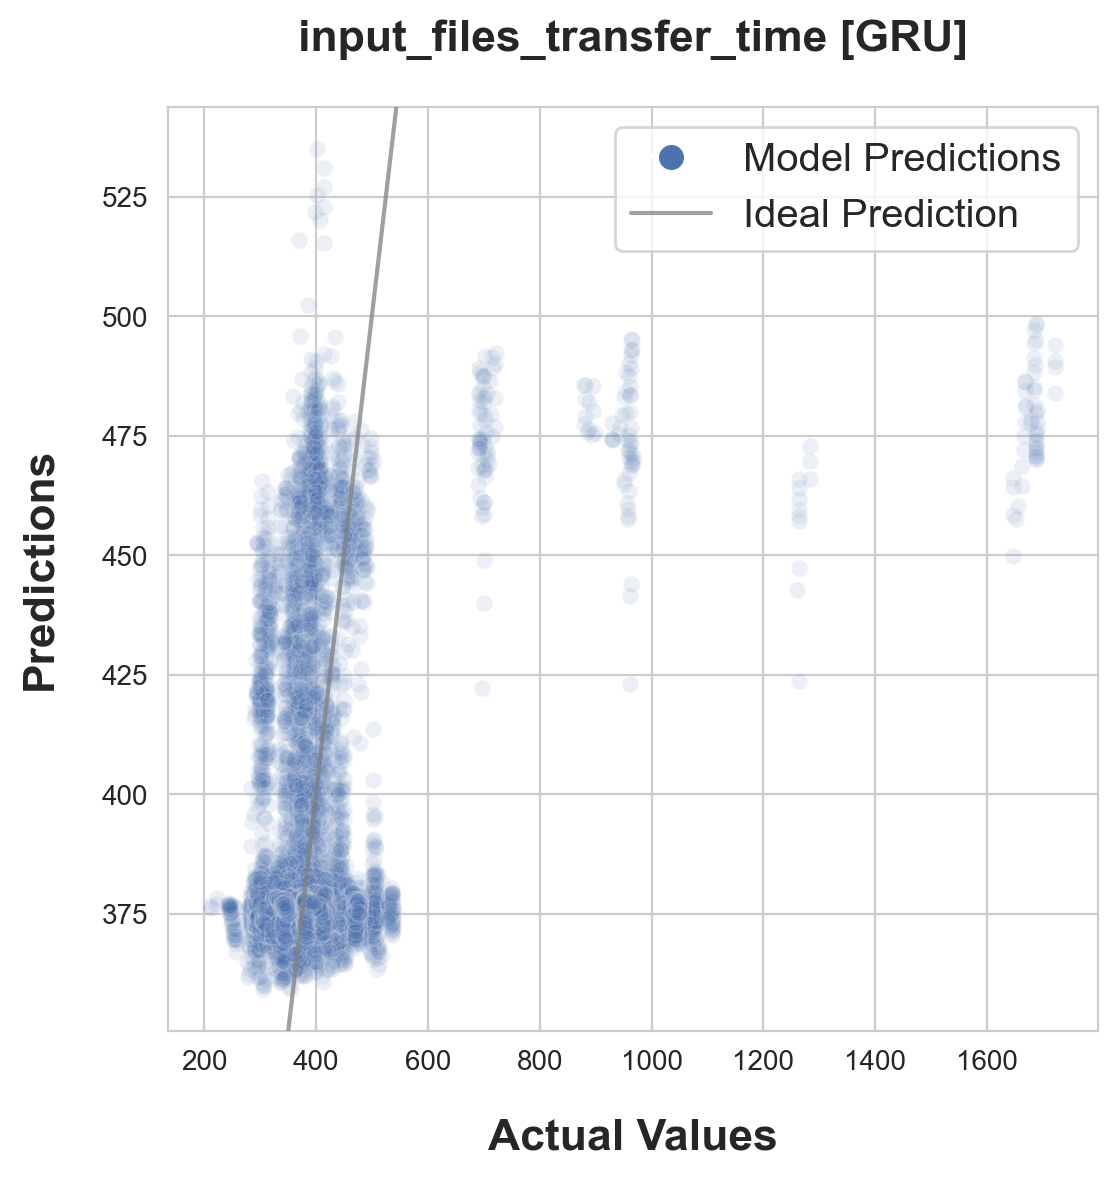 input_files_transfer_time [GRU]
Model Predictions
Ideal Prediction
Predictions
525
500
475
450
425
400
375
200 400 600 800 1000 1200 1400 1600
Actual Values